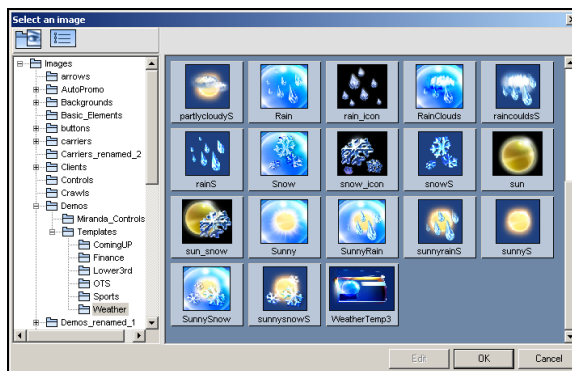 Select an image
Images
arrows
AutoPromo
Backgrounds
Basic_Elements
buttons
carriers
Carriers_renamed_2
Clients
Controls
Crawls
Demos
Miranda_Controls
Templates
ComingUP
Finance
Lower3rd
OTS
Sports
Weather
Demos_renamed_1
partlycloudyS Rain rain_icon RainClouds raincouldsS
rainS Snow snow_icon snowS sun
sun_snow Sunny SunnyRain sunnyrainS sunnyS
SunnySnow sunnysnowS WeatherTemp3
Edit OK Cancel